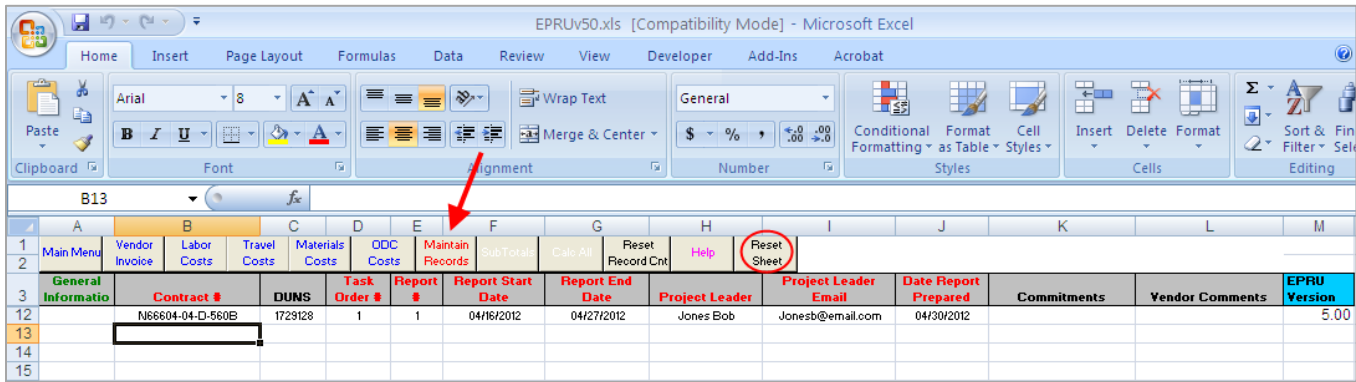 EPRUv50.xls [Compatibility Mode] - Microsoft Excel
Home Insert Page Layout Formulas Data Review View Developer Add-Ins Acrobat
Arial 8 A A Wrap Text General Σ A Z
Paste B I U A Merge & Center $ % , .0 .00 .00 .0 Conditional Formatting Format as Table Cell Styles Insert Delete Format Sort & Filter Fin Sele
Clipboard Font Alignment Number Styles Cells Editing
B13 fx
A B C D E F G H I J K L M
1 Main Menu Vendor Invoice Labor Costs Travel Costs Materials Costs ODC Costs Maintain Records SubTotals Calc All Reset Record Cnt Help Reset Sheet
2
3 General Informatio Contract # DUNS Task Order # Report # Report Start Date Report End Date Project Leader Project Leader Email Date Report Prepared Commitments Vendor Comments EPRU Version
12 N66604-04-D-560B 1729128 1 1 04/16/2012 04/27/2012 Jones Bob Jonesb@email.com 04/30/2012 5.00
13
14
15